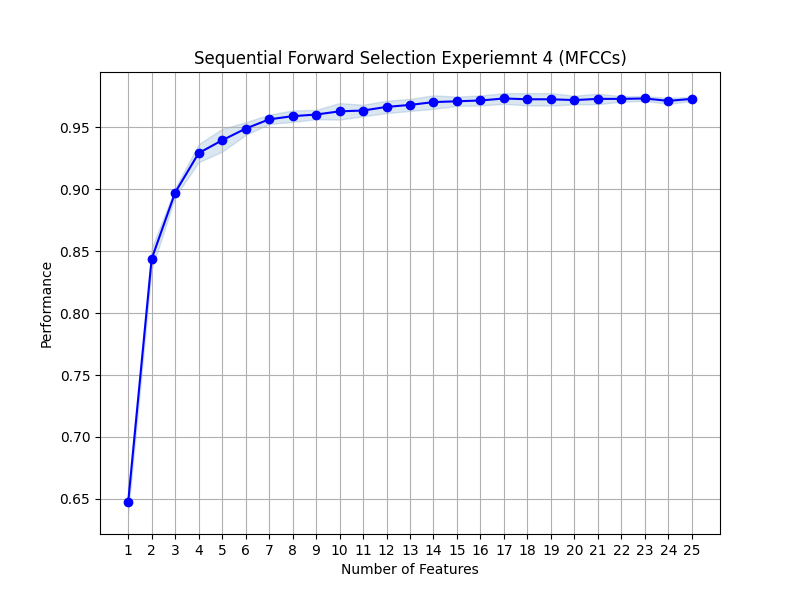 Sequential Forward Selection Experiemnt 4 (MFCCs)
0.95
0.90
0.85
0.80
0.75
0.70
0.65
Performance
1 2 3 4 5 6 7 8 9 10 11 12 13 14 15 16 17 18 19 20 21 22 23 24 25
Number of Features